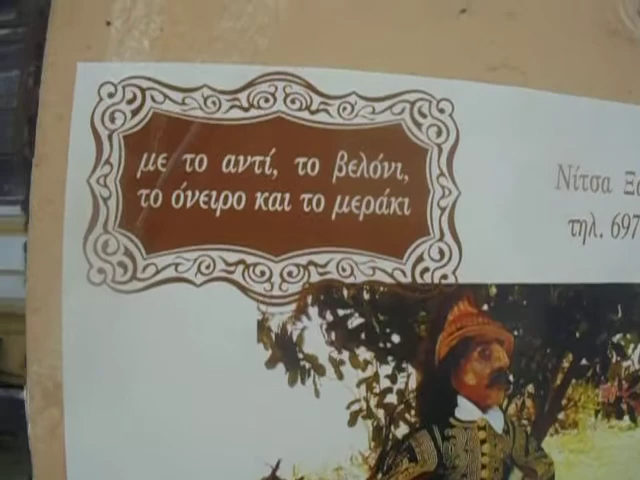 με το αντί, το βελόνι,
το όνειρο και το μεράκι
Νίτσα
τηλ. 697